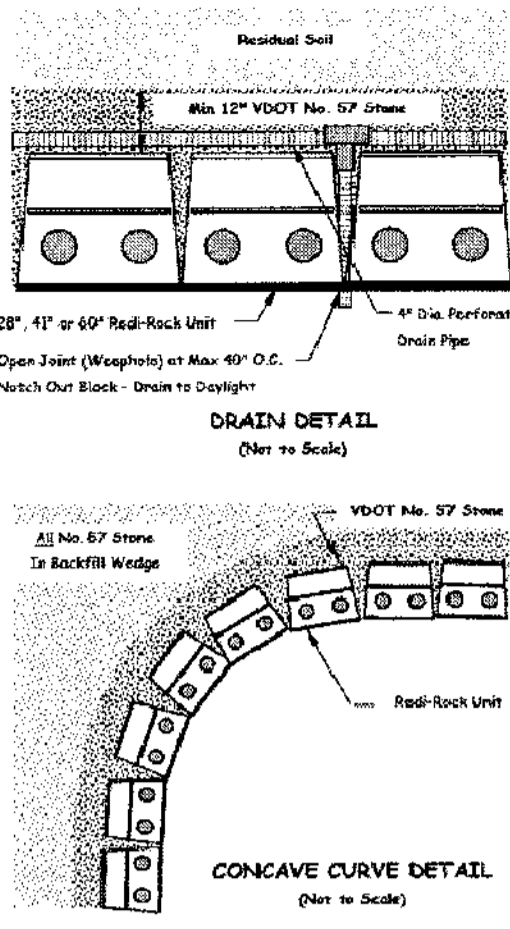 Residual Soil
Min 12" VDOT No. 57 Stone
28", 41" or 60" Redi-Rock Unit
4" Dia. Perforat
Drain Pipe
Open Joint (Weephole) at Max 40" O.C.
Notch Out Block - Drain to Daylight
DRAIN DETAIL
(Not to Scale)
VDOT No. 57 Stone
All No. 57 Stone
In Backfill Wedge
Redi-Rock Unit
CONCAVE CURVE DETAIL
(Not to Scale)